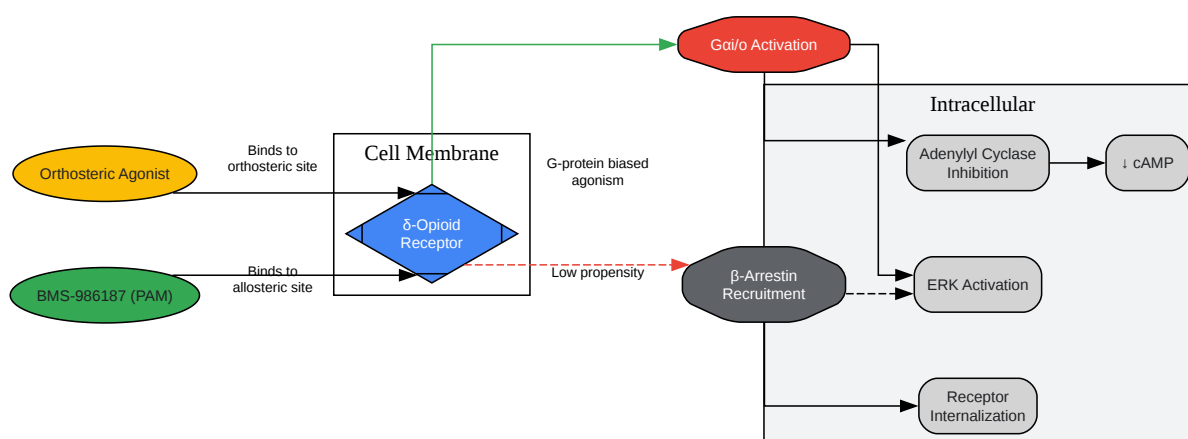 Gαi/o Activation
Intracellular
Cell Membrane
Binds to
orthosteric site
G-protein biased
agonism
Orthosteric Agonist
Adenylyl Cyclase
Inhibition
↓ cAMP
δ-Opioid
Receptor
Binds to
allosteric site
Low propensity
BMS-986187 (PAM)
β-Arrestin
Recruitment
ERK Activation
Receptor
Internalization